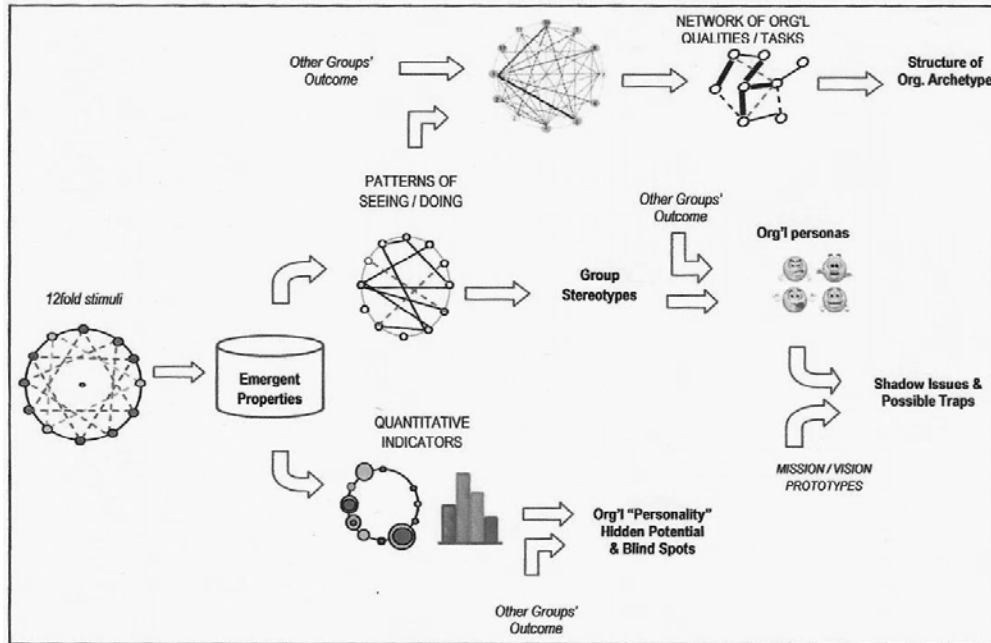 NETWORK OF ORG'L
QUALITIES / TASKS
Other Groups'
Outcome
Structure of
Org. Archetype
PATTERNS OF
SEEING / DOING
Other Groups'
Outcome
Org'l personas
12fold stimuli
Group
Stereotypes
Emergent
Properties
Shadow Issues &
Possible Traps
QUANTITATIVE
INDICATORS
MISSION / VISION
PROTOTYPES
Org'l "Personality"
Hidden Potential
& Blind Spots
Other Groups'
Outcome